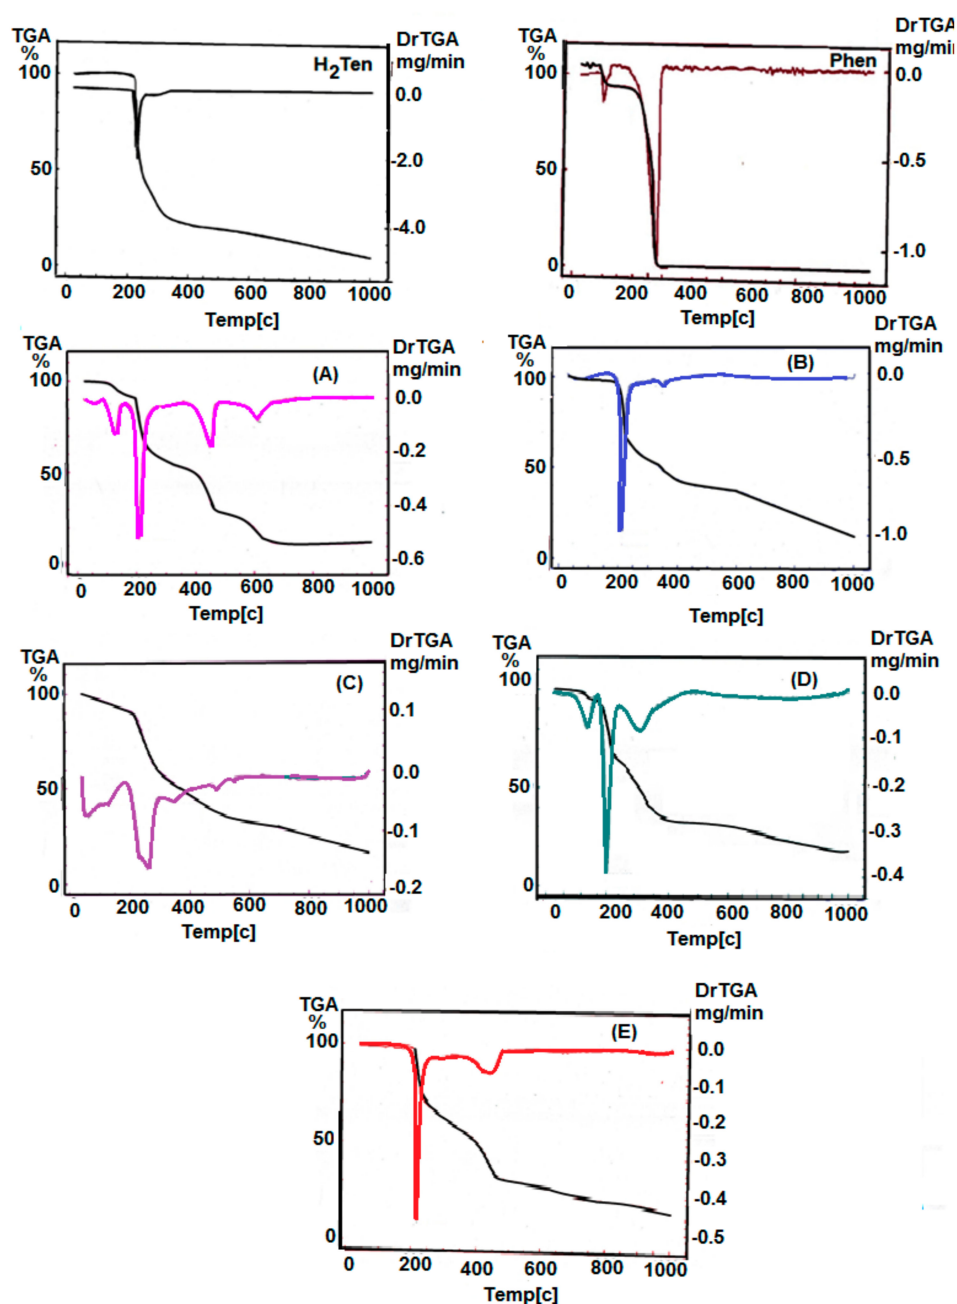 TGA
%
DrTGA
mg/min
H2Ten
100
50
0
0.0
-2.0
-4.0
0 200 400 600 800 1000
Temp[c]
TGA
%
DrTGA
mg/min
Phen
100
50
0
0.0
-0.5
-1.0
0 200 400 600 800 1000
Temp[c]
TGA
%
DrTGA
mg/min
(A)
100
50
0
0.0
-0.2
-0.4
-0.6
0 200 400 600 800 1000
Temp[c]
TGA
%
DrTGA
mg/min
(B)
100
50
0
0.0
-0.5
-1.0
0 200 400 600 800 1000
Temp[c]
TGA
%
DrTGA
mg/min
(C)
100
50
0
0.1
0.0
-0.1
-0.2
0 200 400 600 800 1000
Temp[c]
TGA
%
DrTGA
mg/min
(D)
100
50
0
0.0
-0.1
-0.2
-0.3
-0.4
0 200 400 600 800 1000
Temp[c]
TGA
%
DrTGA
mg/min
(E)
100
50
0
0.0
-0.1
-0.2
-0.3
-0.4
-0.5
0 200 400 600 800 1000
Temp[c]